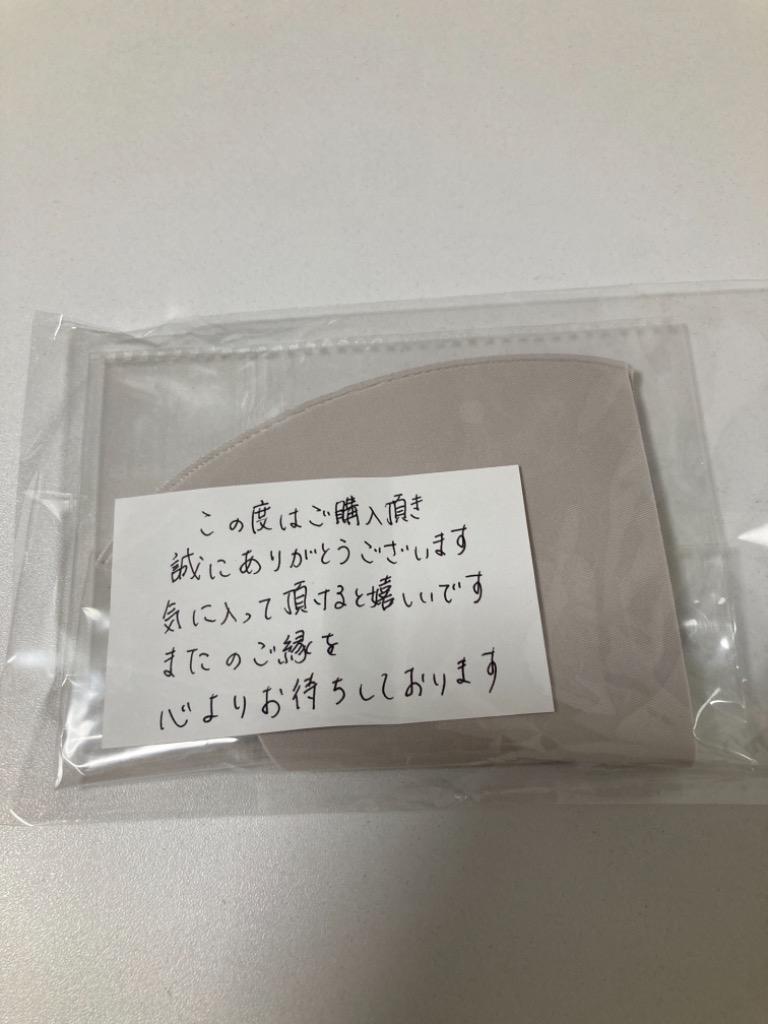 この度はご購入頂き
誠にありがとうございます
気に入って頂けると嬉しいです
またのご縁を
心よりお待ちしております